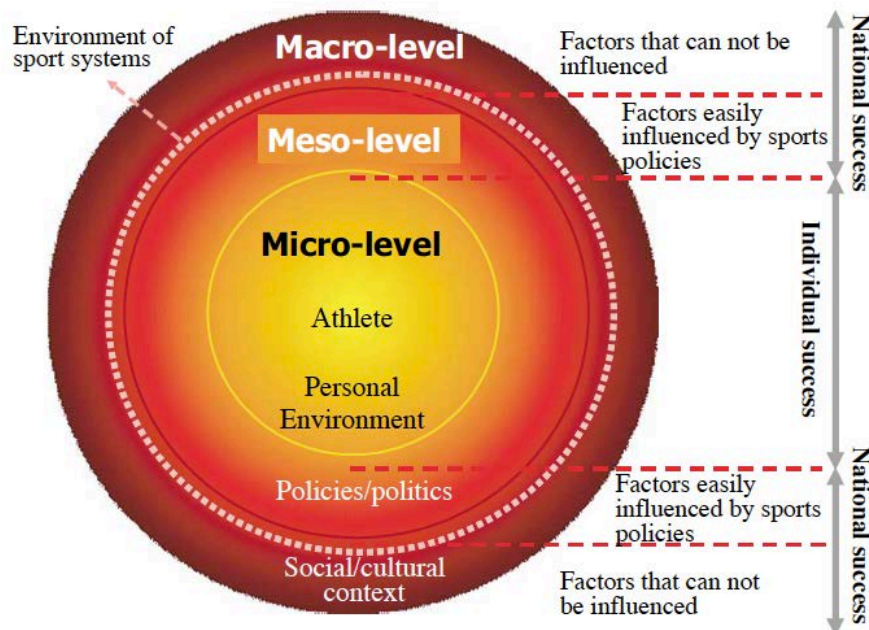 Environment of
sport systems
Macro-level
Factors that can not be
influenced
Meso-level
Factors easily
influenced by sports
policies
National success
Micro-level
Athlete
Personal
Environment
Individual success
Policies/politics
Factors easily
influenced by sports
policies
Social/cultural
context
Factors that can not
be influenced
National success